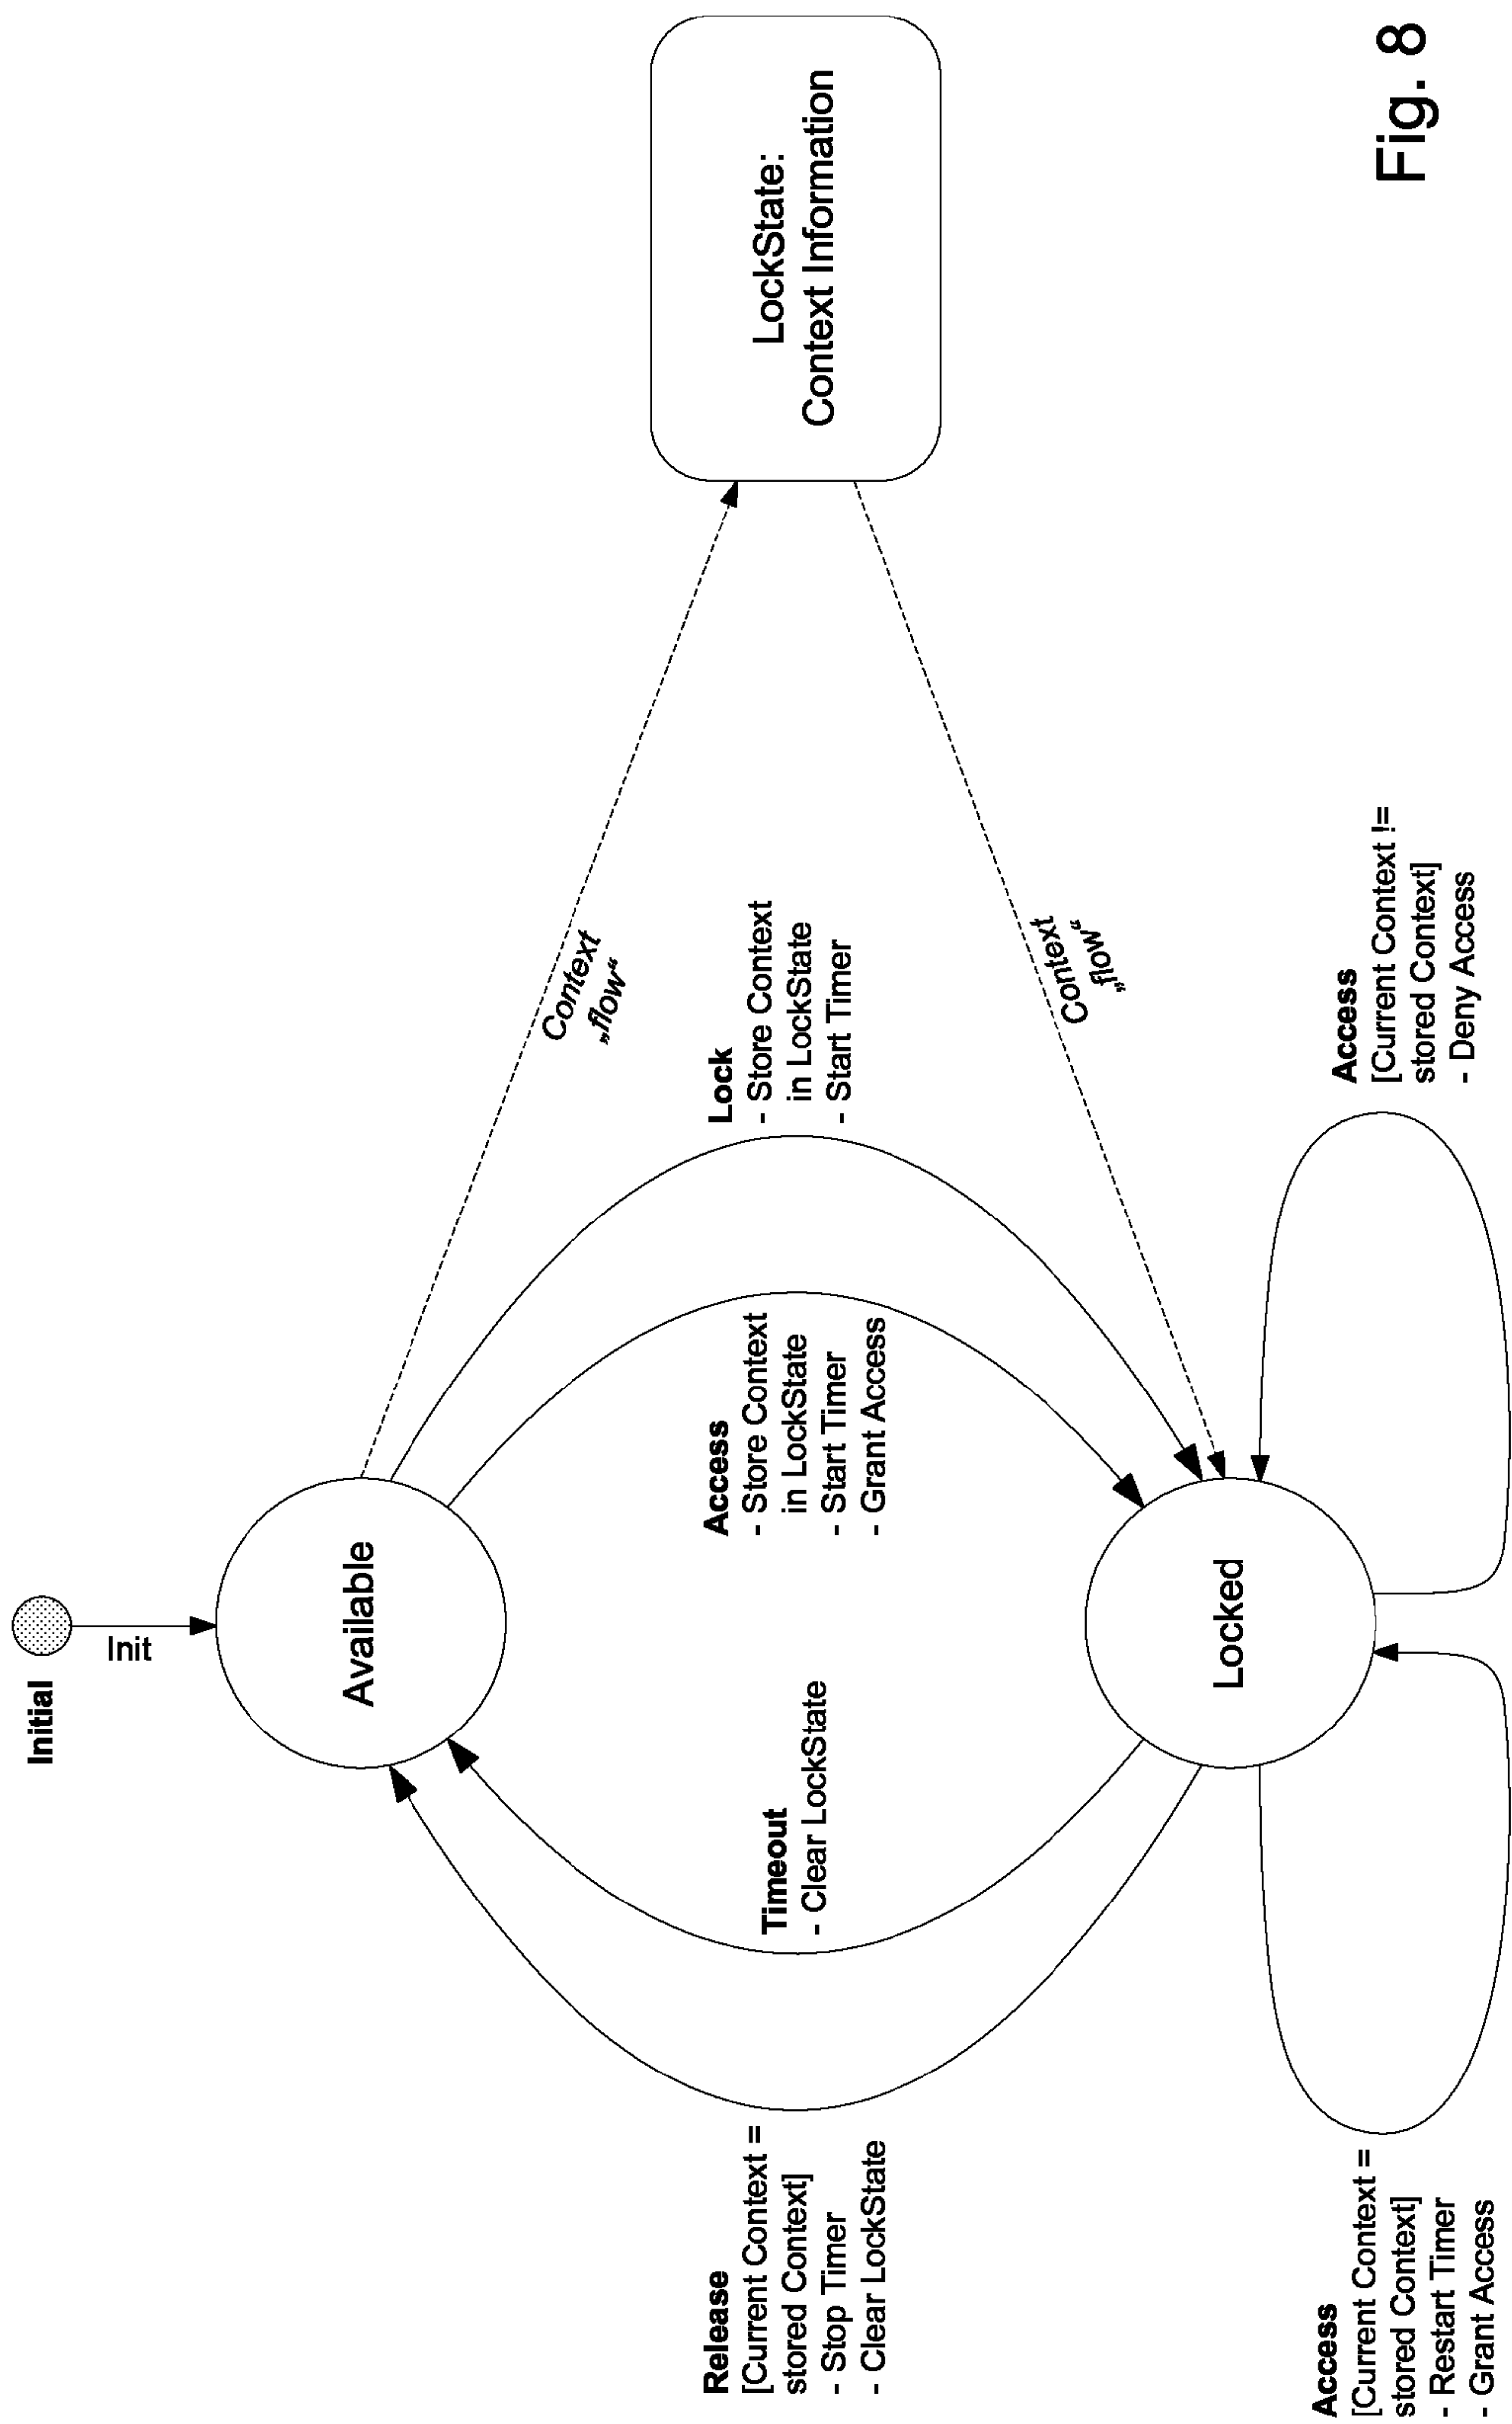 Initial
Init
Available
Release
[Current Context =
stored Context]
- Stop Timer
- Clear LockState
Timeout
- Clear LockState
Access
- Store Context
in LockState
- Start Timer
- Grant Access
Lock
- Store Context
in LockState
- Start Timer
Context
„flow“
LockState:
Context Information
Context
„flow“
Locked
Access
[Current Context =
stored Context]
- Restart Timer
- Grant Access
Access
[Current Context !=
stored Context]
- Deny Access
Fig. 8